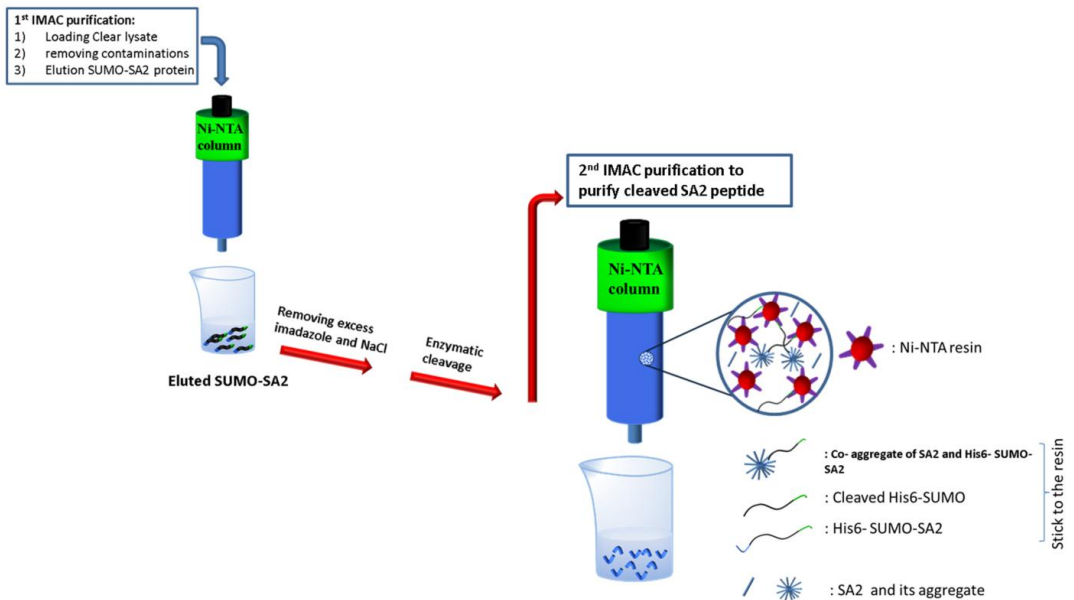 1st IMAC purification:
1) Loading Clear lysate
2) removing contaminations
3) Elution SUMO-SA2 protein
Ni-NTA
column
Eluted SUMO-SA2
Removing excess
imadazole and NaCl
Enzymatic
cleavage
2nd IMAC purification to
purify cleaved SA2 peptide
Ni-NTA
column
: Ni-NTA resin
: Co- aggregate of SA2 and His6- SUMO-
SA2
: Cleaved His6-SUMO
: His6- SUMO-SA2
Stick to the resin
: SA2 and its aggregate